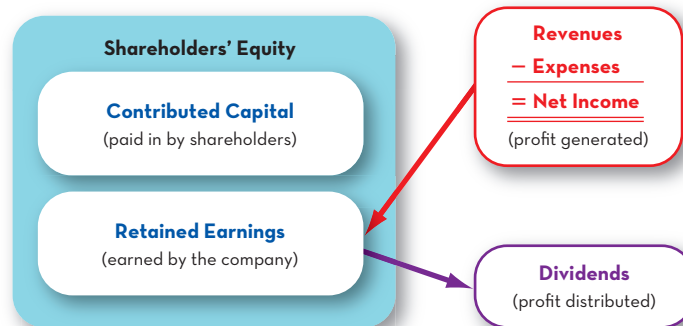 Shareholders’ Equity
Contributed Capital
(paid in by shareholders)
Retained Earnings
(earned by the company)
Revenues
− Expenses
= Net Income
(profit generated)
Dividends
(profit distributed)